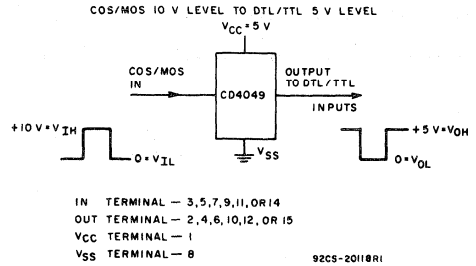 COS/MOS 10 V LEVEL TO DTL/TTL 5 V LEVEL
VCC = 5 V
COS/MOS
IN
CD4049
OUTPUT
TO DTL/TTL
INPUTS
+10 V = VIH
0 = VIL
VSS
+5 V = VOH
0 = VOL
IN TERMINAL — 3,5,7,9,11, OR 14
OUT TERMINAL — 2,4,6,10,12, OR 15
VCC TERMINAL — 1
VSS TERMINAL — 8
92CS-20118R1